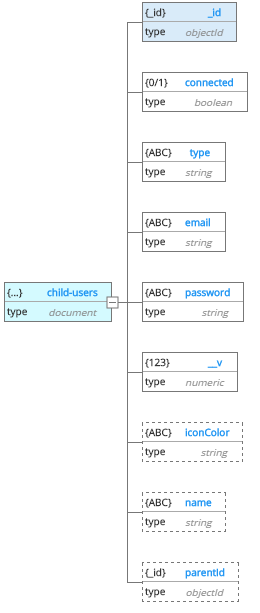 {_id} _id
type objectId
{0/1} connected
type boolean
{ABC} type
type string
{ABC} email
type string
{...} child-users
type document
{ABC} password
type string
{123} __v
type numeric
{ABC} iconColor
type string
{ABC} name
type string
{_id} parentId
type objectId